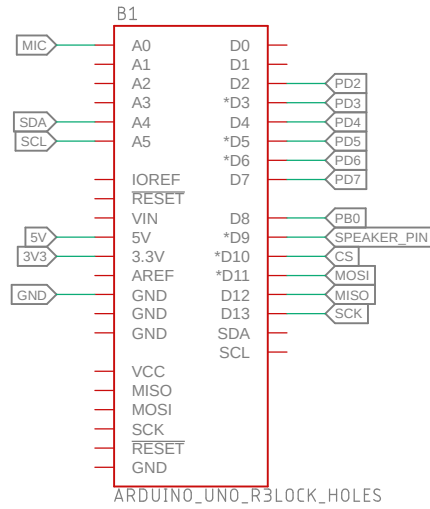 B1
MIC A0 D0
A1 D1
A2 D2 PD2
A3 *D3 PD3
SDA A4 D4 PD4
SCL A5 *D5 PD5
*D6 PD6
IOREF D7 PD7
RESET
VIN D8 PB0
5V 5V *D9 SPEAKER_PIN
3V3 3.3V *D10 CS
AREF *D11 MOSI
GND GND D12 MISO
GND D13 SCK
GND SDA
SCL
VCC
MISO
MOSI
SCK
RESET
GND
ARDUINO_UNO_R3LOCK_HOLES